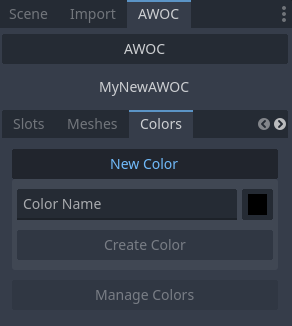 Scene Import AWOC
AWOC
MyNewAWOC
Slots Meshes Colors
New Color
Color Name
Create Color
Manage Colors